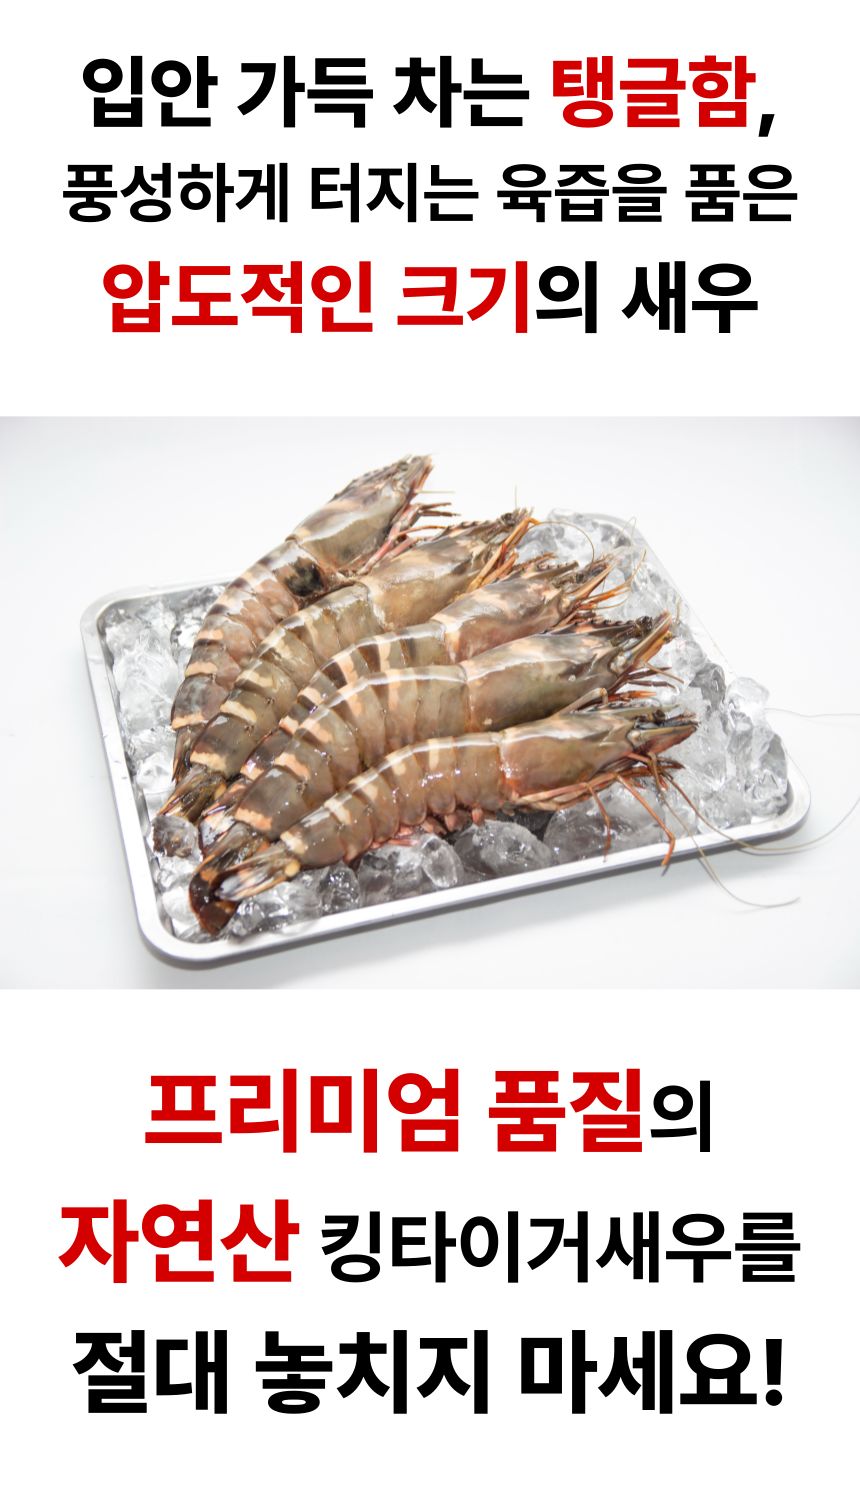 입안 가득 차는 탱글함,
풍성하게 터지는 육즙을 품은
압도적인 크기의 새우
프리미엄 품질의
자연산 킹타이거새우를
절대 놓치지 마세요!